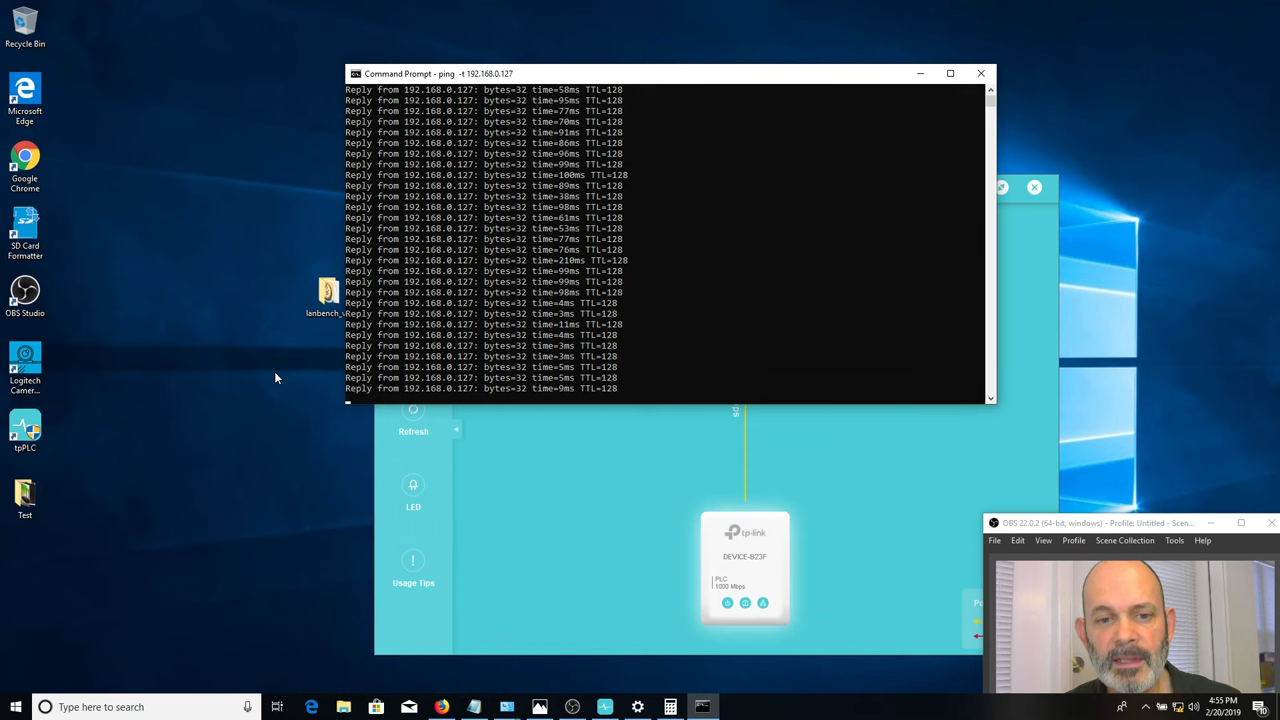 Recycle Bin
Microsoft
Edge
Google
Chrome
SD Card
Formatter
OBS Studio
Logitech
Camer...
tpPLC
Test
lanbench_v
Command Prompt - ping  -t 192.168.0.127
Reply from 192.168.0.127: bytes=32 time=58ms TTL=128
Reply from 192.168.0.127: bytes=32 time=95ms TTL=128
Reply from 192.168.0.127: bytes=32 time=77ms TTL=128
Reply from 192.168.0.127: bytes=32 time=70ms TTL=128
Reply from 192.168.0.127: bytes=32 time=91ms TTL=128
Reply from 192.168.0.127: bytes=32 time=86ms TTL=128
Reply from 192.168.0.127: bytes=32 time=96ms TTL=128
Reply from 192.168.0.127: bytes=32 time=99ms TTL=128
Reply from 192.168.0.127: bytes=32 time=100ms TTL=128
Reply from 192.168.0.127: bytes=32 time=89ms TTL=128
Reply from 192.168.0.127: bytes=32 time=38ms TTL=128
Reply from 192.168.0.127: bytes=32 time=98ms TTL=128
Reply from 192.168.0.127: bytes=32 time=61ms TTL=128
Reply from 192.168.0.127: bytes=32 time=53ms TTL=128
Reply from 192.168.0.127: bytes=32 time=77ms TTL=128
Reply from 192.168.0.127: bytes=32 time=76ms TTL=128
Reply from 192.168.0.127: bytes=32 time=210ms TTL=128
Reply from 192.168.0.127: bytes=32 time=99ms TTL=128
Reply from 192.168.0.127: bytes=32 time=99ms TTL=128
Reply from 192.168.0.127: bytes=32 time=98ms TTL=128
Reply from 192.168.0.127: bytes=32 time=4ms TTL=128
Reply from 192.168.0.127: bytes=32 time=3ms TTL=128
Reply from 192.168.0.127: bytes=32 time=11ms TTL=128
Reply from 192.168.0.127: bytes=32 time=4ms TTL=128
Reply from 192.168.0.127: bytes=32 time=3ms TTL=128
Reply from 192.168.0.127: bytes=32 time=3ms TTL=128
Reply from 192.168.0.127: bytes=32 time=5ms TTL=128
Reply from 192.168.0.127: bytes=32 time=5ms TTL=128
Reply from 192.168.0.127: bytes=32 time=9ms TTL=128
Refresh
LED
Usage Tips
tp-link
DEVICE-B23F
PLC
1000 Mbps
OBS 22.0.2 (64-bit, windows) - Profile: Untitled - Scen...
File Edit View Profile Scene Collection Tools Help
Type here to search
4:55 PM
2/20/2019